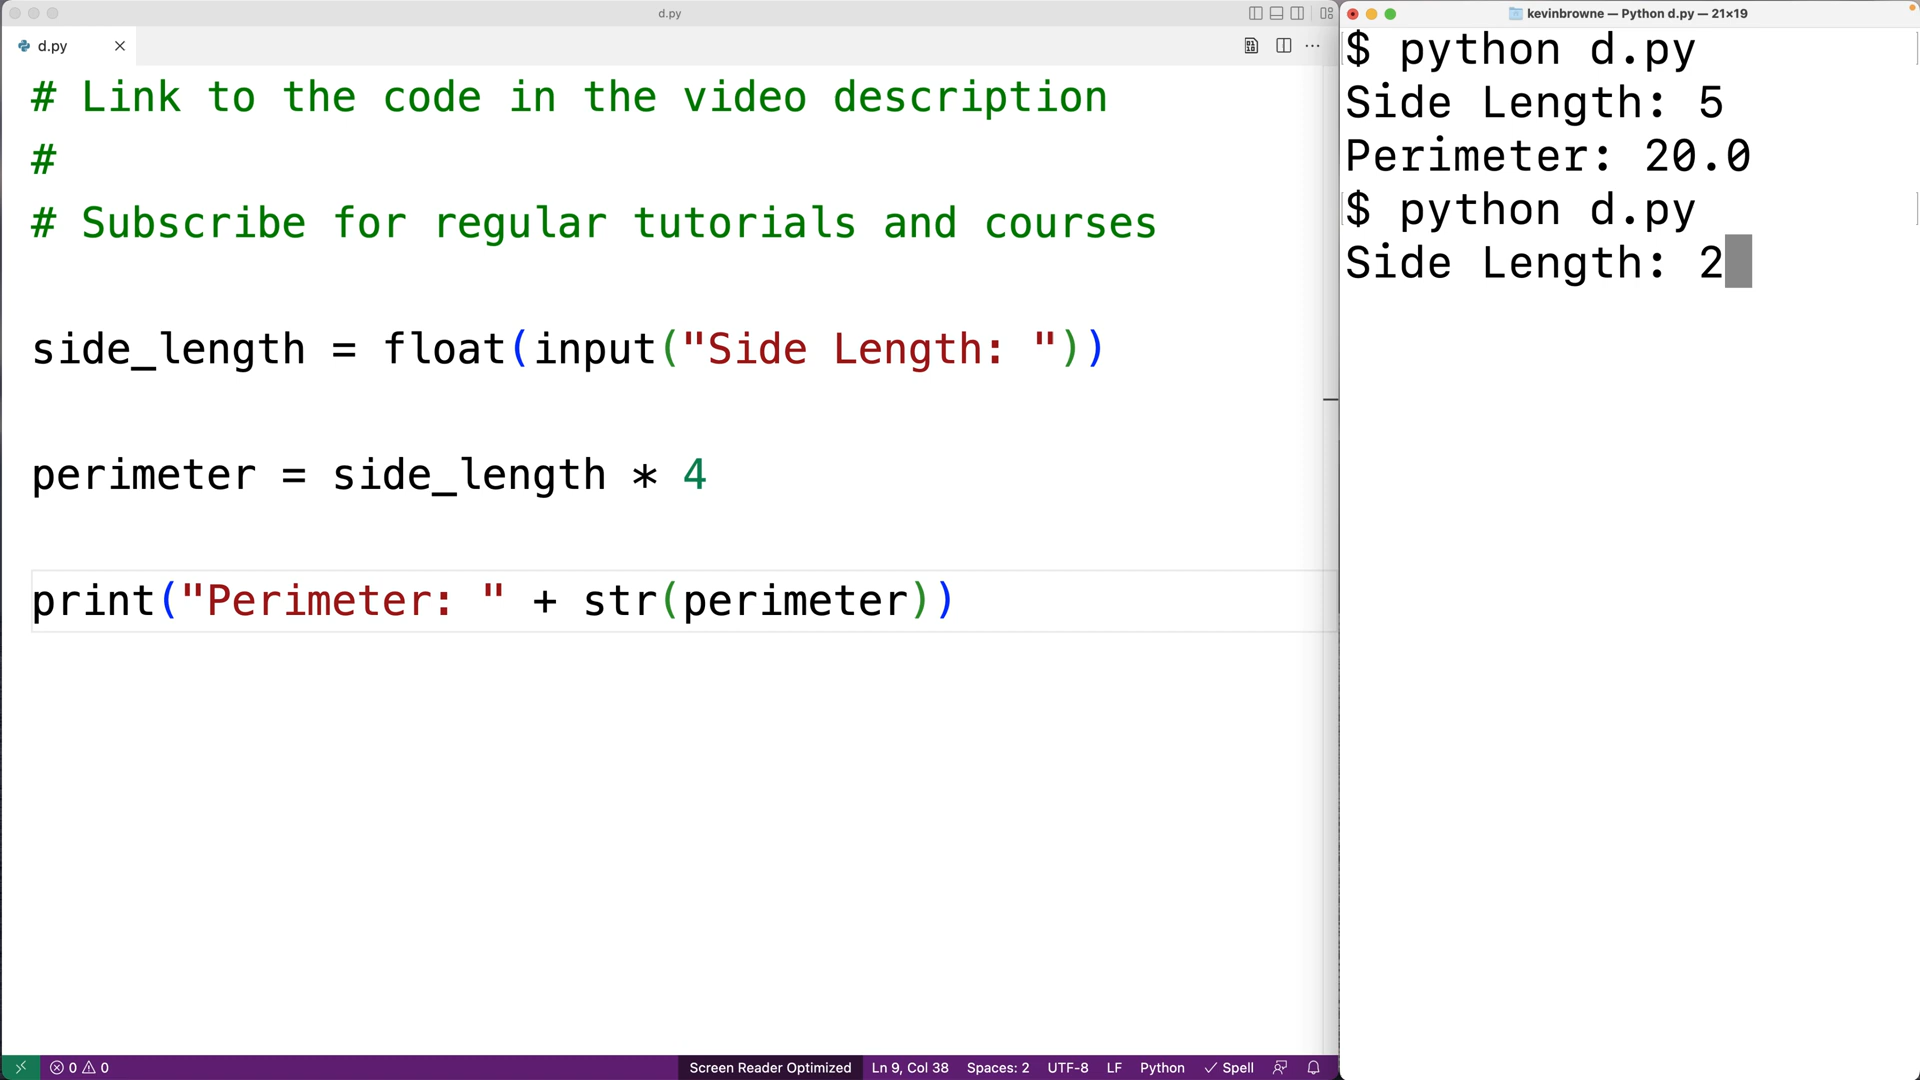 d.py
d.py
# Link to the code in the video description
#
# Subscribe for regular tutorials and courses
side_length = float(input("Side Length: "))
perimeter = side_length * 4
print("Perimeter: " + str(perimeter))
0 0
Screen Reader Optimized Ln 9, Col 38 Spaces: 2 UTF-8 LF Python Spell
kevinbrowne — Python d.py — 21×19
$ python d.py
Side Length: 5
Perimeter: 20.0
$ python d.py
Side Length: 2